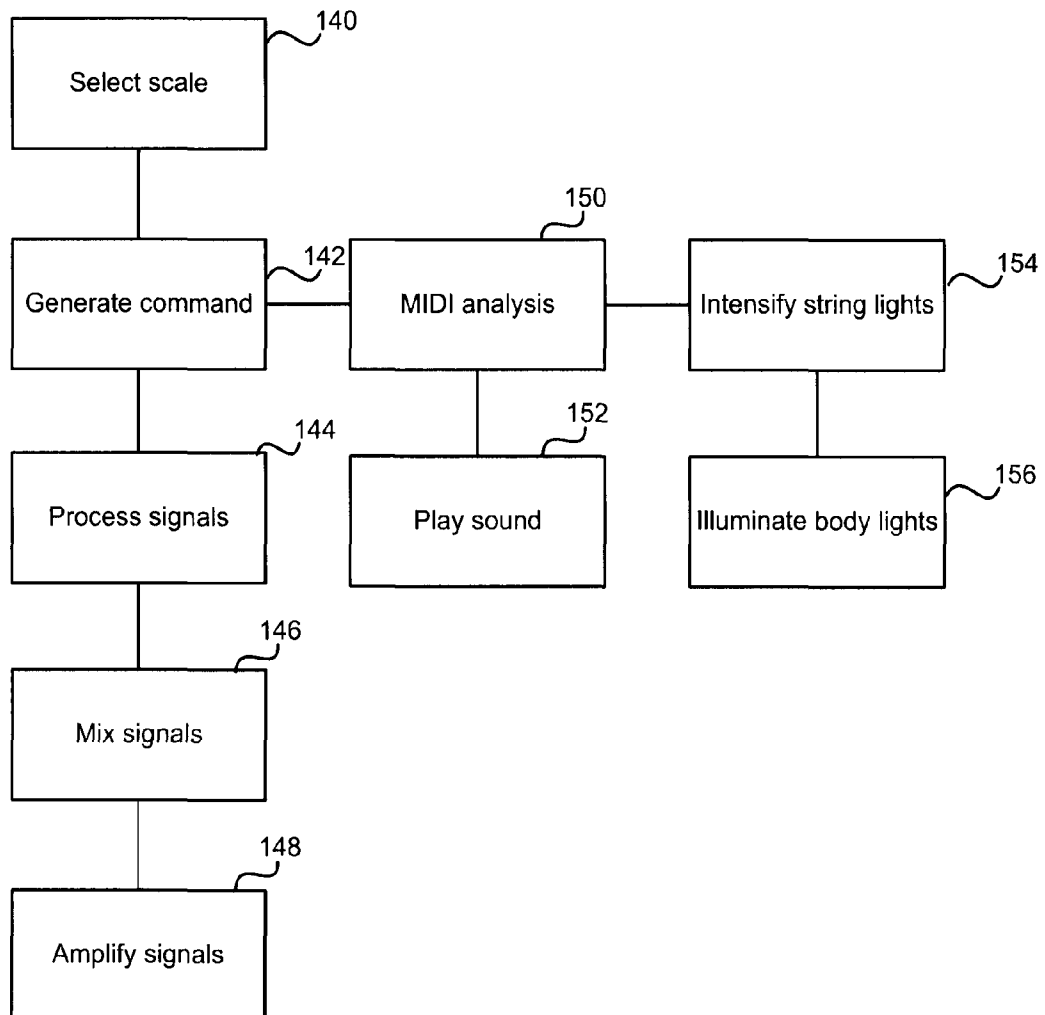 140
Select scale
150
142
154
Generate command
MIDI analysis
Intensify string lights
144
152
156
Process signals
Play sound
Illuminate body lights
146
Mix signals
148
Amplify signals